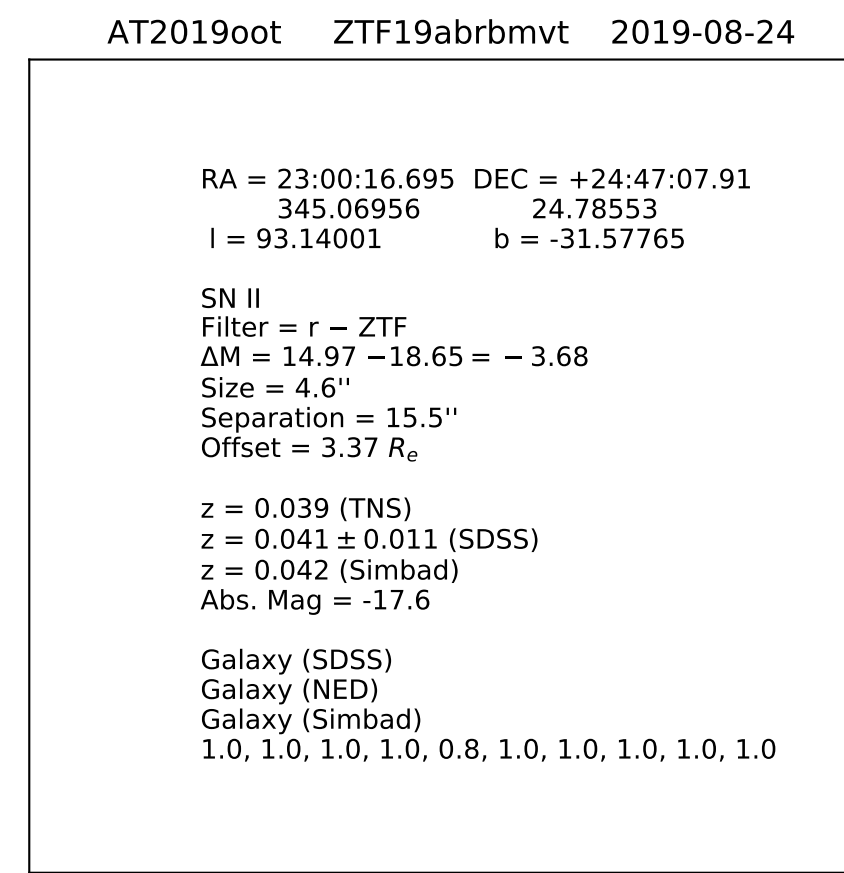 AT2019oot ZTF19abrbmvt 2019-08-24
RA = 23:00:16.695 DEC = +24:47:07.91
345.06956 24.78553
l = 93.14001 b = -31.57765
SN II
Filter = r − ZTF
ΔM = 14.97 −18.65 = − 3.68
Size = 4.6''
Separation = 15.5''
Offset = 3.37 Re
z = 0.039 (TNS)
z = 0.041 ± 0.011 (SDSS)
z = 0.042 (Simbad)
Abs. Mag = -17.6
Galaxy (SDSS)
Galaxy (NED)
Galaxy (Simbad)
1.0, 1.0, 1.0, 1.0, 0.8, 1.0, 1.0, 1.0, 1.0, 1.0